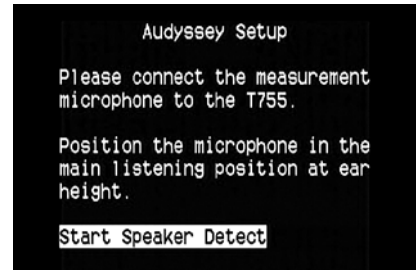 Audyssey Setup
Please connect the measurement
microphone to the T755.
Position the microphone in the
main listening position at ear
height.
Start Speaker Detect